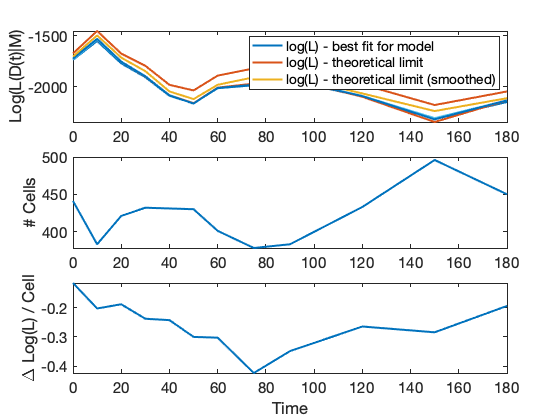 Log(L(D(t)|M)
-1500
-2000
log(L) - best fit for model
log(L) - theoretical limit
log(L) - theoretical limit (smoothed)
0 20 40 60 80 100 120 140 160 180
# Cells
500
450
400
0 20 40 60 80 100 120 140 160 180
Δ Log(L) / Cell
-0.2
-0.3
-0.4
0 20 40 60 80 100 120 140 160 180
Time